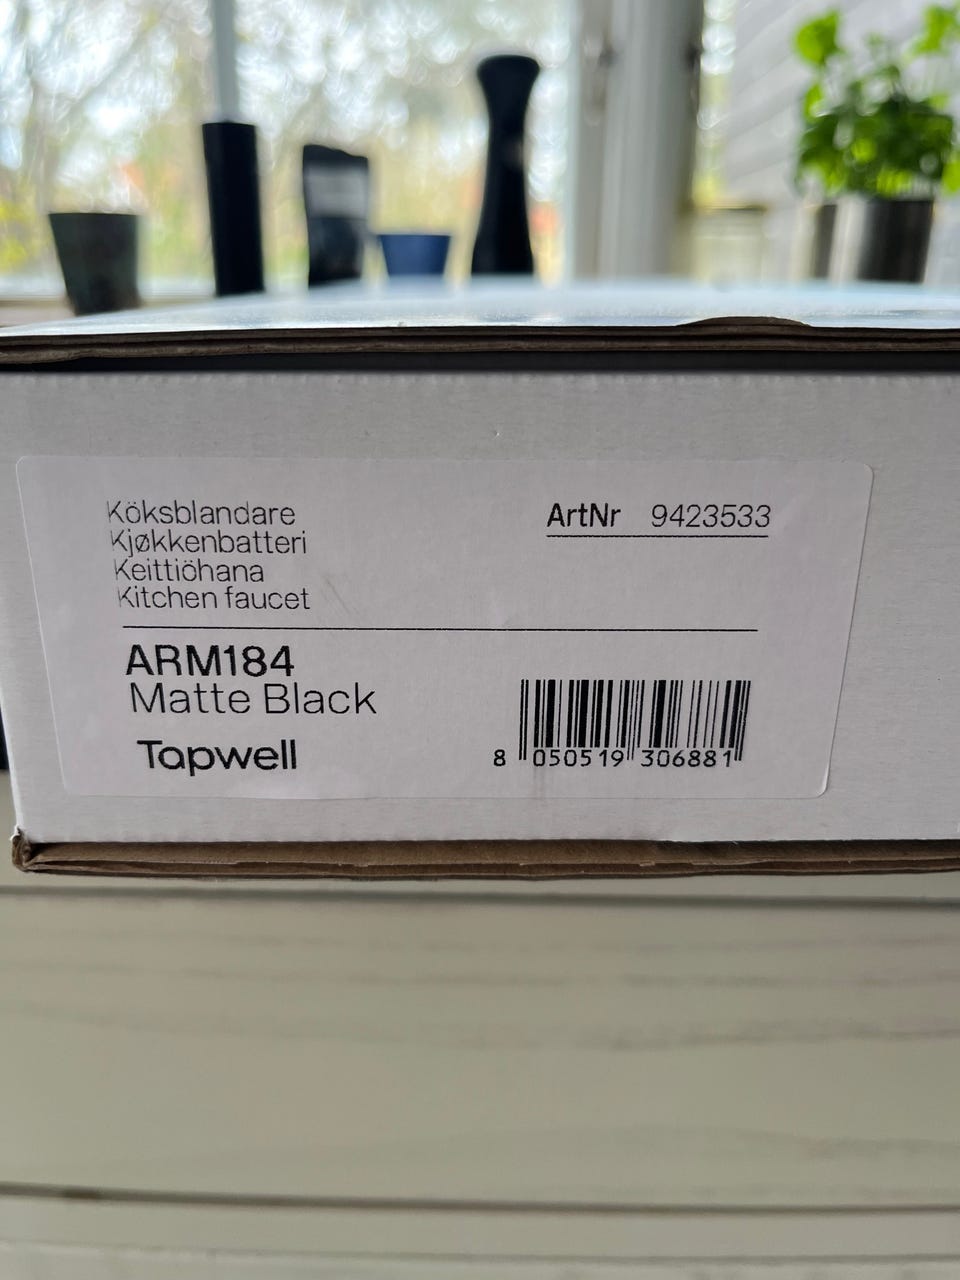 Köksblandare
Kjøkkenbatteri
Keittiöhana
Kitchen faucet
ArtNr 9423533
ARM184
Matte Black
Tapwell
8 050519 306881